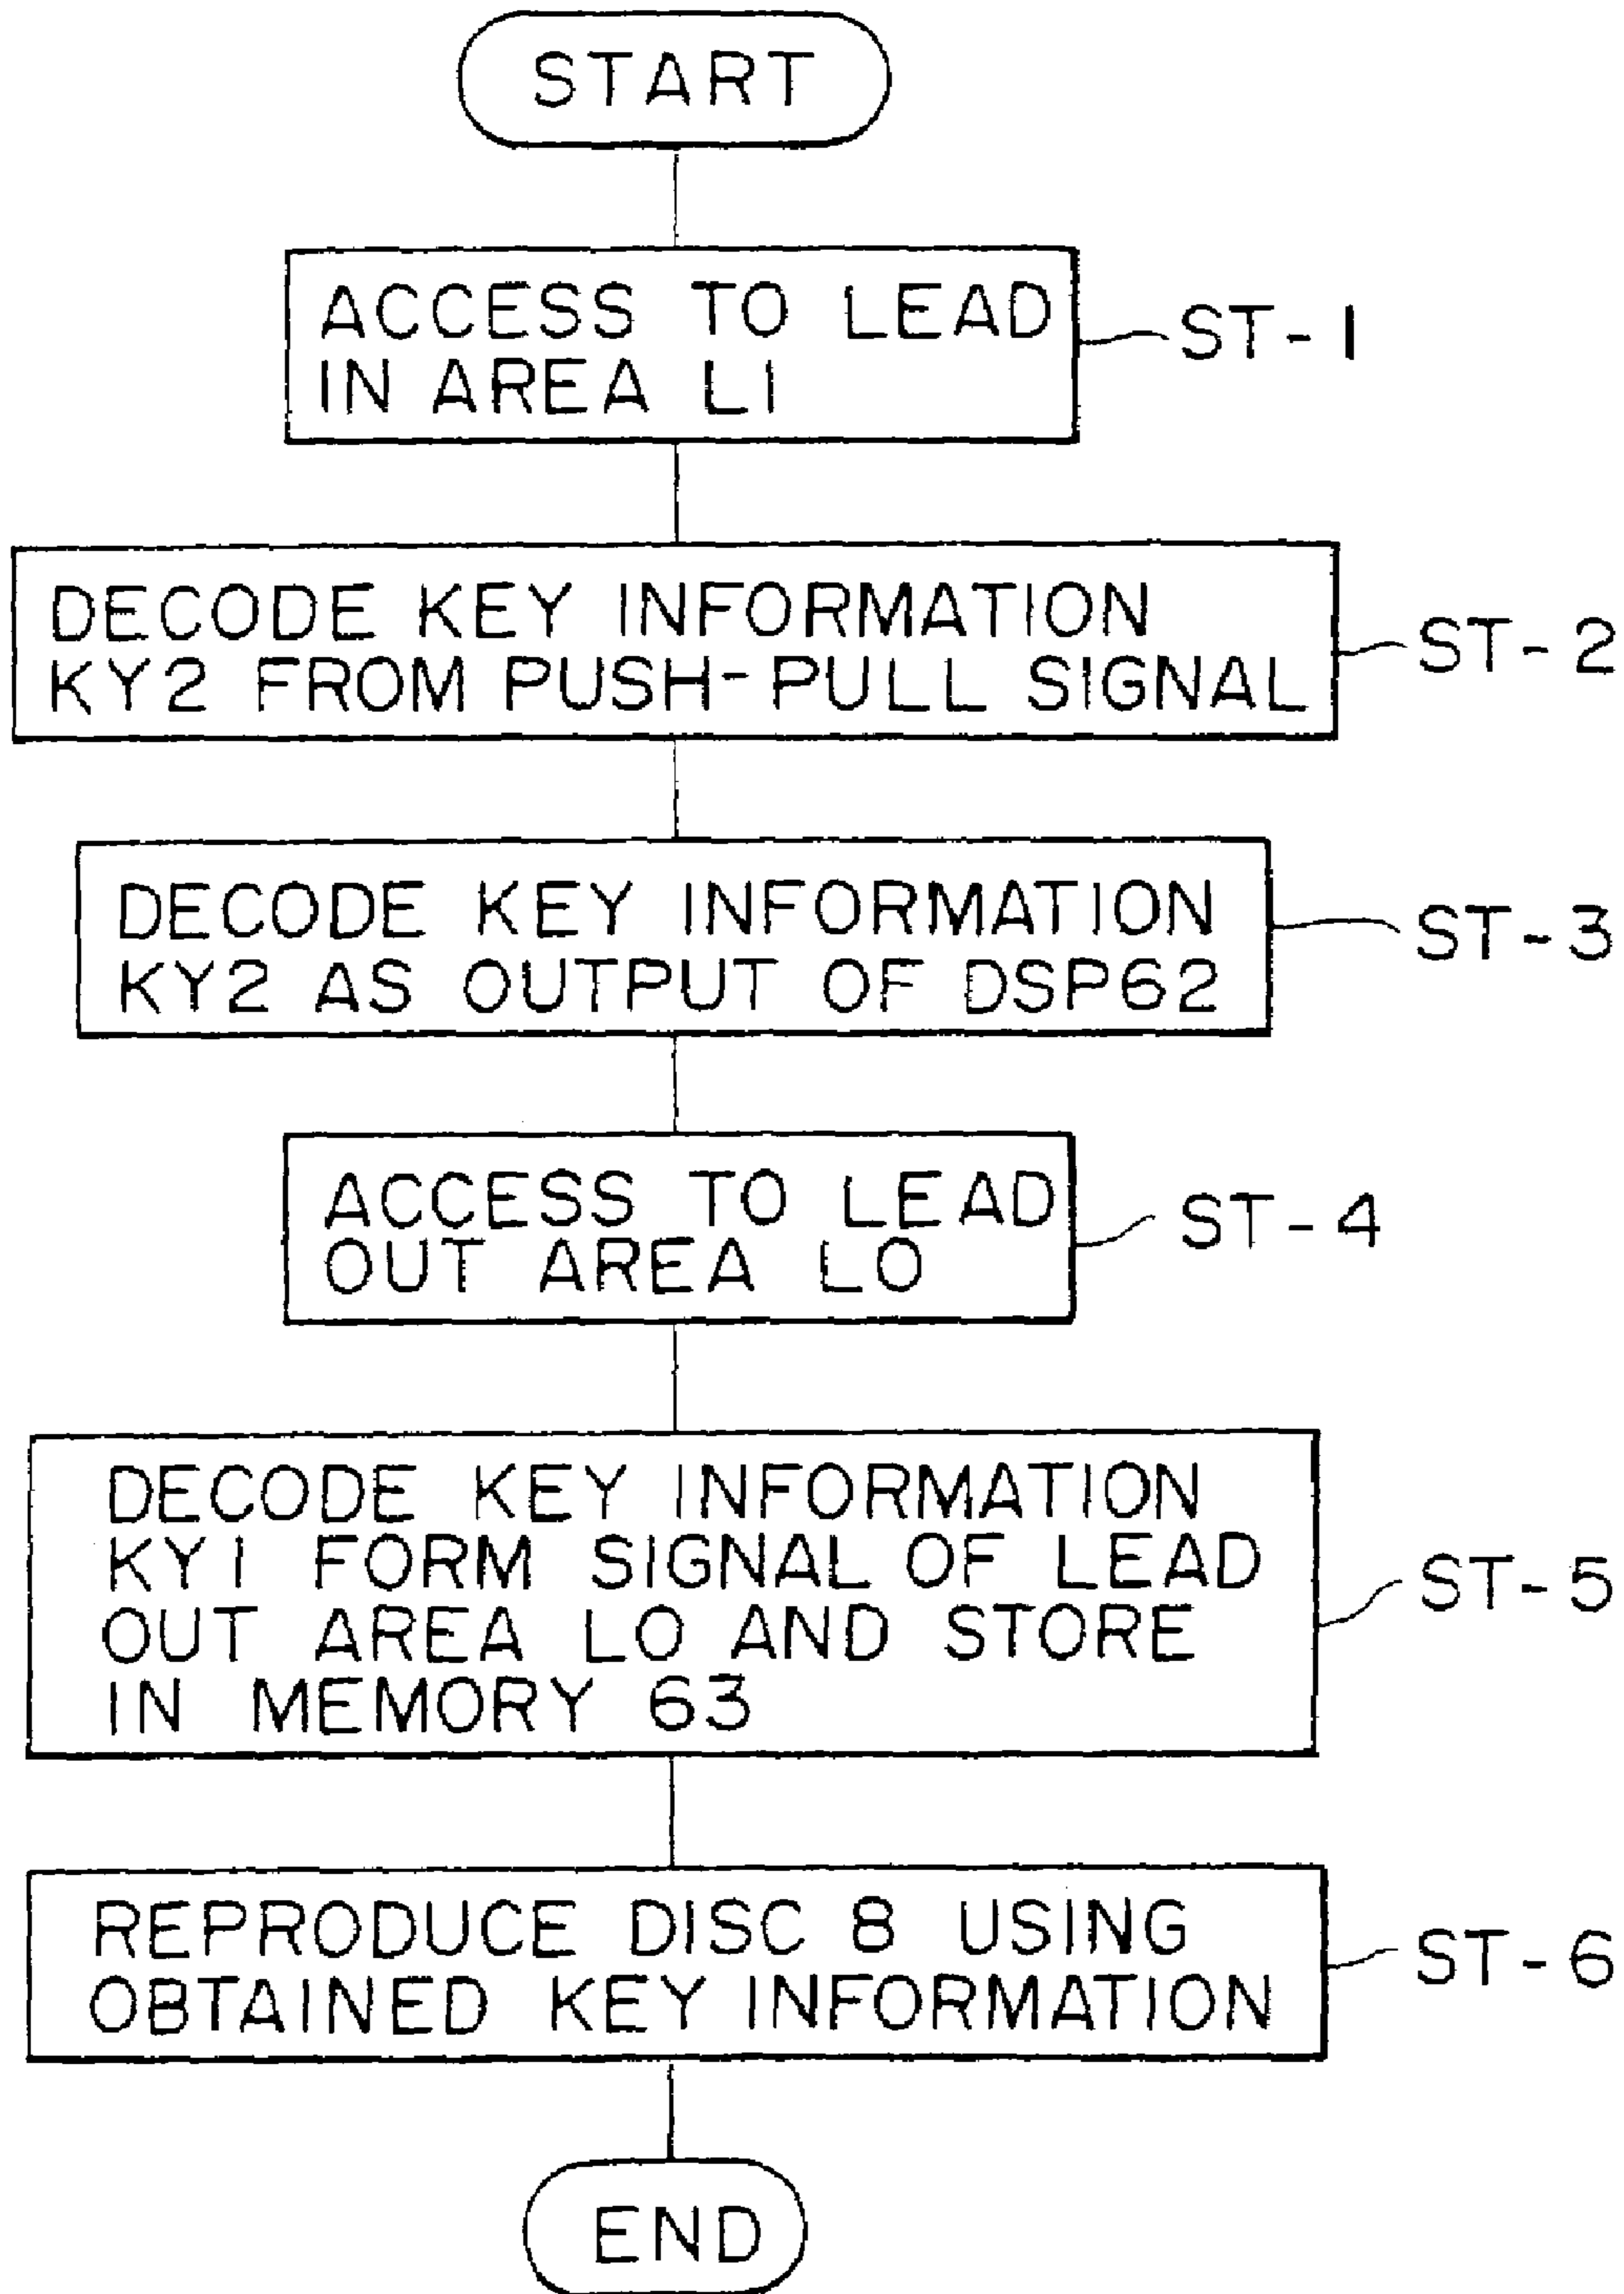 START
ACCESS TO LEAD
IN AREA LI
ST-1
DECODE KEY INFORMATION
KY2 FROM PUSH-PULL SIGNAL
ST-2
DECODE KEY INFORMATION
KY2 AS OUTPUT OF DSP62
ST-3
ACCESS TO LEAD
OUT AREA LO
ST-4
DECODE KEY INFORMATION
KY1 FORM SIGNAL OF LEAD
OUT AREA LO AND STORE
IN MEMORY 63
ST-5
REPRODUCE DISC 8 USING
OBTAINED KEY INFORMATION
ST-6
END